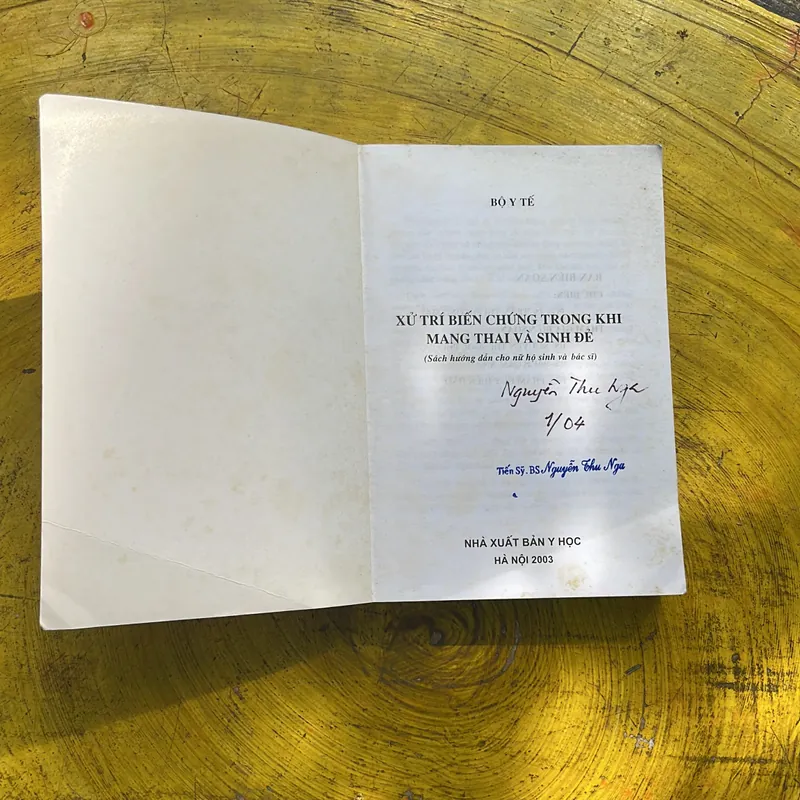 BỘ Y TẾ
XỬ TRÍ BIẾN CHỨNG TRONG KHI
MANG THAI VÀ SINH ĐẺ
(Sách hướng dẫn cho nữ hộ sinh và bác sĩ)
Nguyễn Thu Nga
1/04
Tiến Sỹ. BS Nguyễn Thu Nga
NHÀ XUẤT BẢN Y HỌC
HÀ NỘI 2003